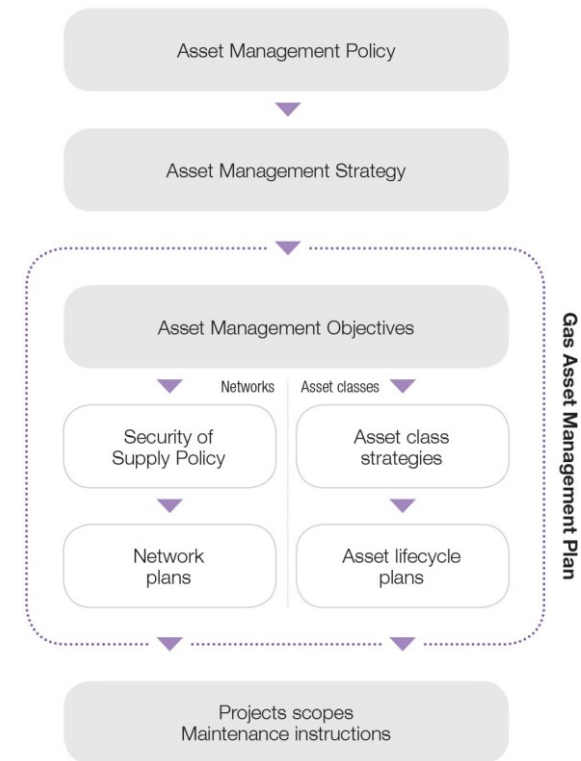 Asset Management Policy
Asset Management Strategy
Asset Management Objectives
Networks
Asset classes
Security of
Supply Policy
Asset class
strategies
Network
plans
Asset lifecycle
plans
Gas Asset Management Plan
Projects scopes
Maintenance instructions